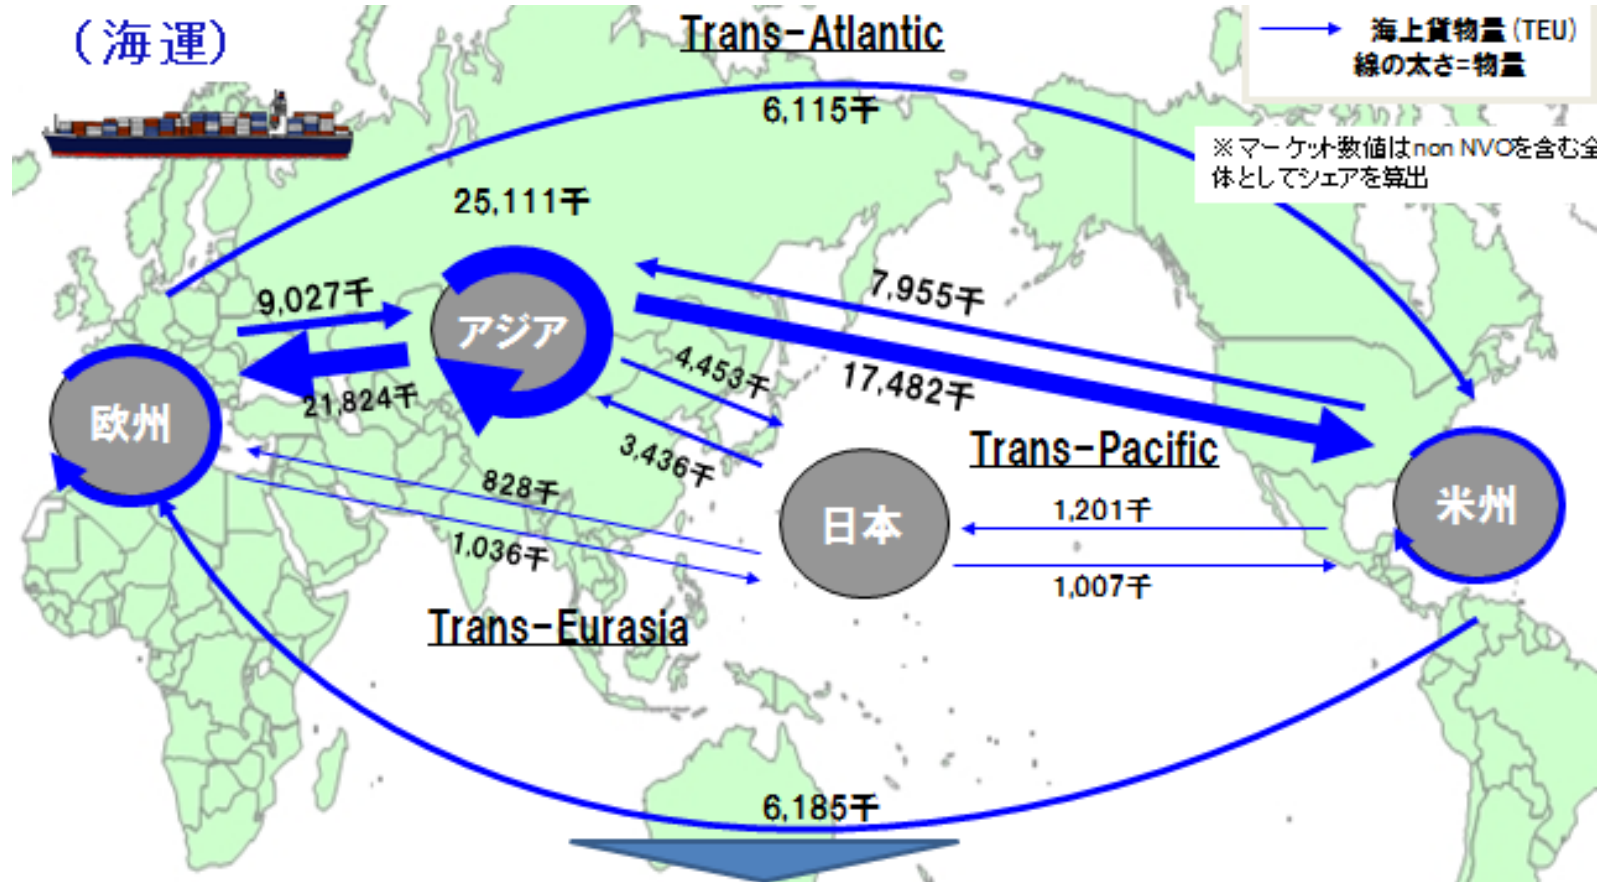 （海運）
Trans-Atlantic
海上貨物量（TEU）
線の太さ=物量
6,115千
※マーケット数値はnon NVOを含む全
体としてシェアを算出
25,111千
9,027千
7,955千
アジア
4,453千
17,482千
21,824千
欧州
3,436千
Trans-Pacific
828千
1,201千
米州
日本
1,036千
1,007千
Trans-Eurasia
6,185千